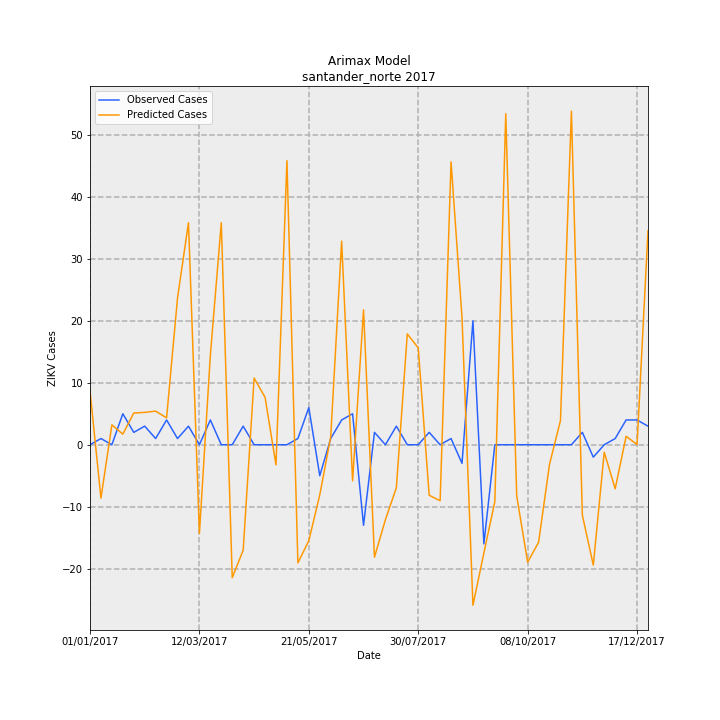 Arimax Model
santander_norte 2017
Observed Cases
Predicted Cases
ZIKV Cases
50
40
30
20
10
0
−10
−20
01/01/2017 12/03/2017 21/05/2017 30/07/2017 08/10/2017 17/12/2017
Date